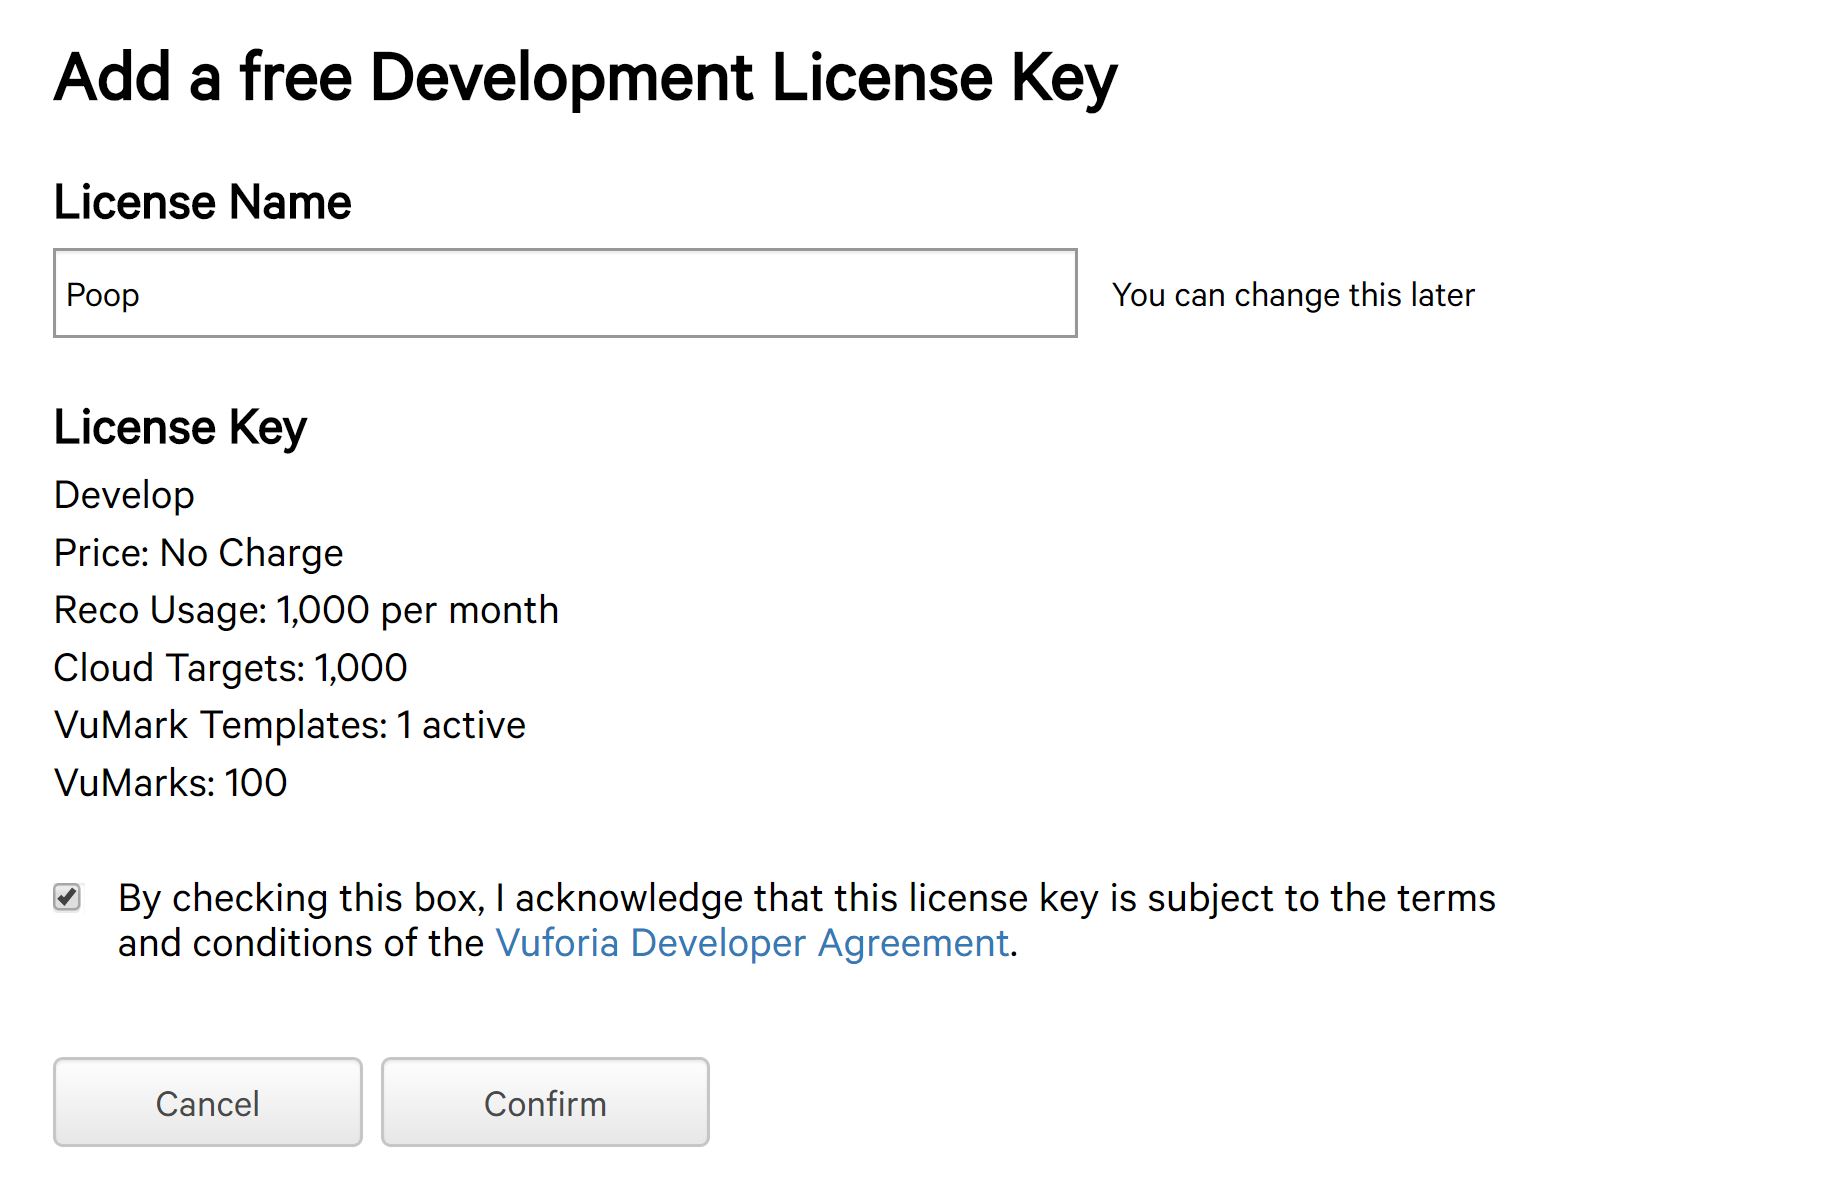 Add a free Development License Key
License Name
Poop
You can change this later
License Key
Develop
Price: No Charge
Reco Usage: 1,000 per month
Cloud Targets: 1,000
VuMark Templates: 1 active
VuMarks: 100
By checking this box, I acknowledge that this license key is subject to the terms
and conditions of the Vuforia Developer Agreement.
Cancel
Confirm